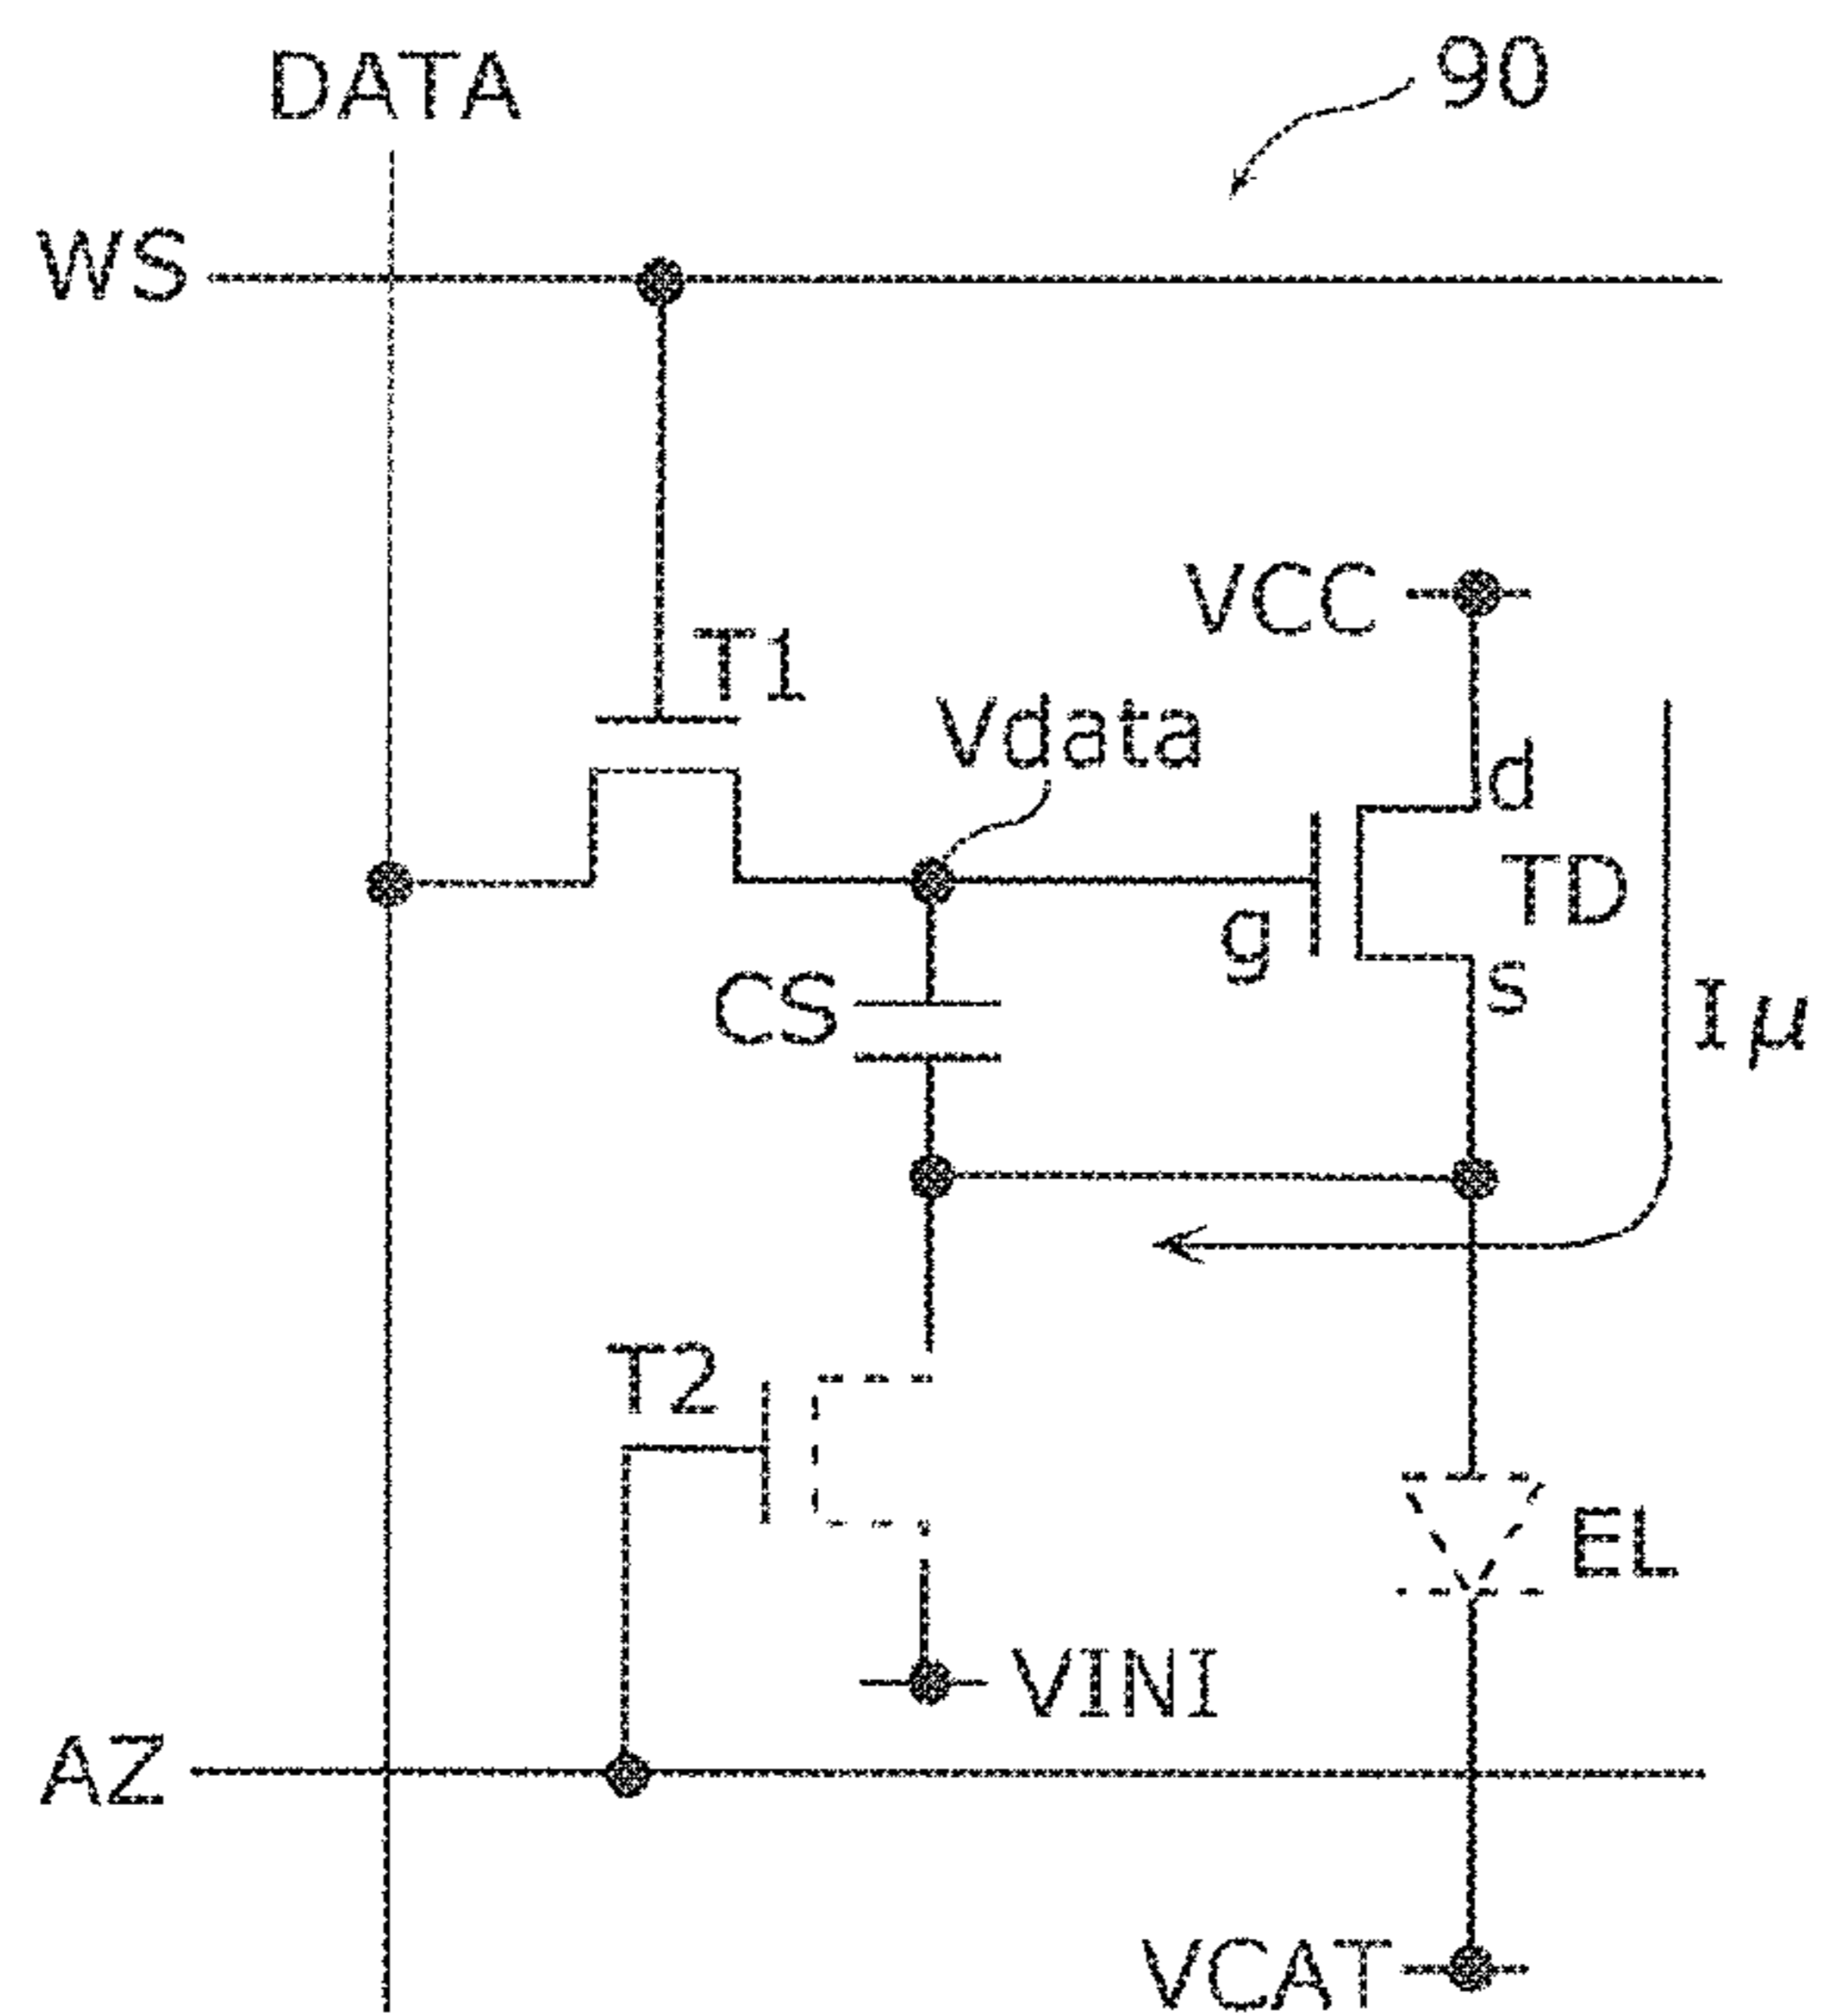 DATA
90
WS
VCC
T1
Vdata
d
TD
g
s
CS
Iμ
T2
EL
VINI
AZ
VCAT